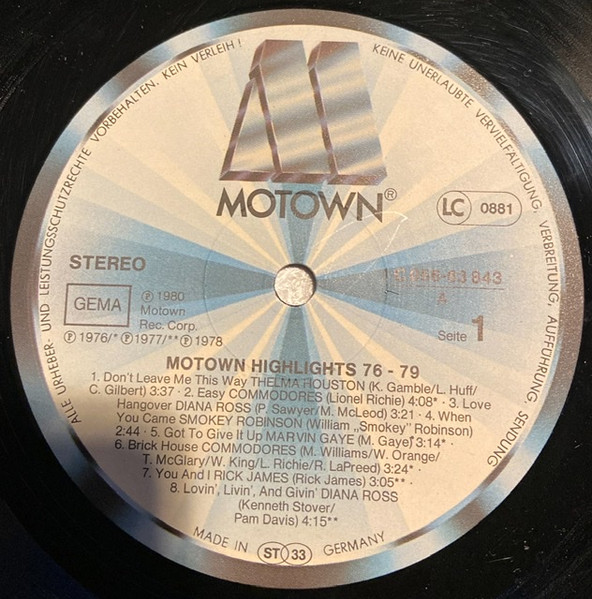 ALLE URHEBER- UND LEISTUNGSSCHUTZRECHTE VORBEHALTEN. KEIN VERLEIH! KEINE UNERLAUBTE VERVIELFÄLTIGUNG, VERBREITUNG, AUFFÜHRUNG, SENDUNG
MOTOWN®
LC 0881
STEREO
GEMA
℗ 1980
Motown
Rec. Corp.
℗ 1976/* ℗ 1977/** ℗ 1978
A
Seite 1
MOTOWN HIGHLIGHTS 76 - 79
1. Don't Leave Me This Way THELMA HOUSTON (K. Gamble/L. Huff/
C. Gilbert) 3:37 · 2. Easy COMMODORES (Lionel Richie) 4:08* · 3. Love
Hangover DIANA ROSS (P. Sawyer/M. McLeod) 3:21 · 4. When
You Came SMOKEY ROBINSON (William „Smokey" Robinson)
2:44 · 5. Got To Give It Up MARVIN GAYE (M. Gaye) 3:14* ·
6. Brick House COMMODORES (M. Williams/W. Orange/
T. McGlary/W. King/L. Richie/R. LaPreed) 3:24* ·
7. You And I RICK JAMES (Rick James) 3:05** ·
8. Lovin', Livin', And Givin' DIANA ROSS
(Kenneth Stover/
Pam Davis) 4:15**
MADE IN ST 33 GERMANY